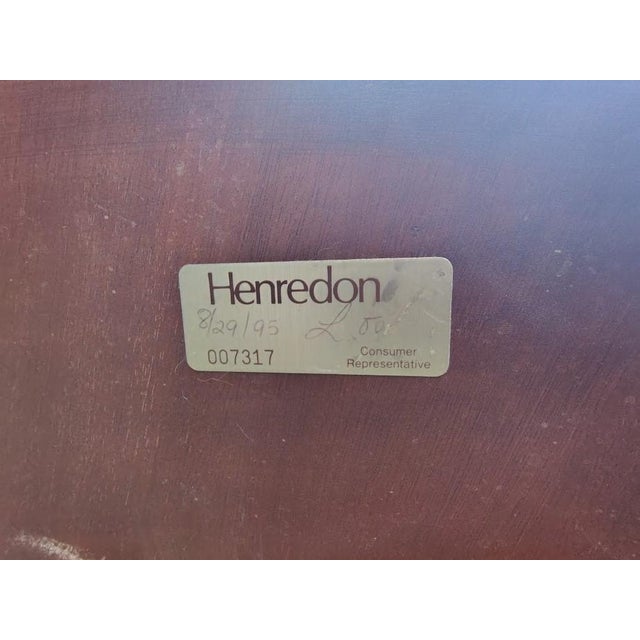 Henredon
8/29/95
007317
Consumer
Representative